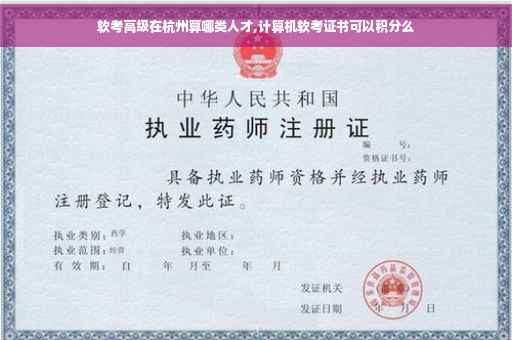 软考高级在杭州算哪类人才,计算机软考证书可以积分么
中华人民共和国
执业药师注册证
编 号:
资格证书号:
具备执业药师资格并经执业药师
注册登记，特发此证。
执业类别: 药学 执业地区:
执业范围: 经营 执业单位:
有 效 期: 自 年 月至 年 月
发证机关
发证日期 年 月 日